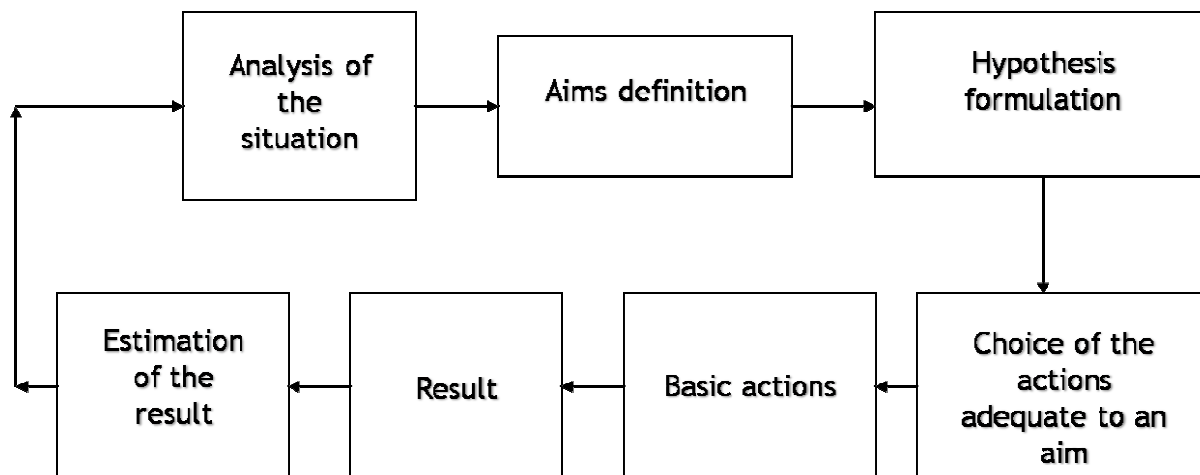 Analysis of
the
situation
Aims definition
Hypothesis
formulation
Estimation
of the
result
Result
Basic actions
Choice of the
actions
adequate to an
aim